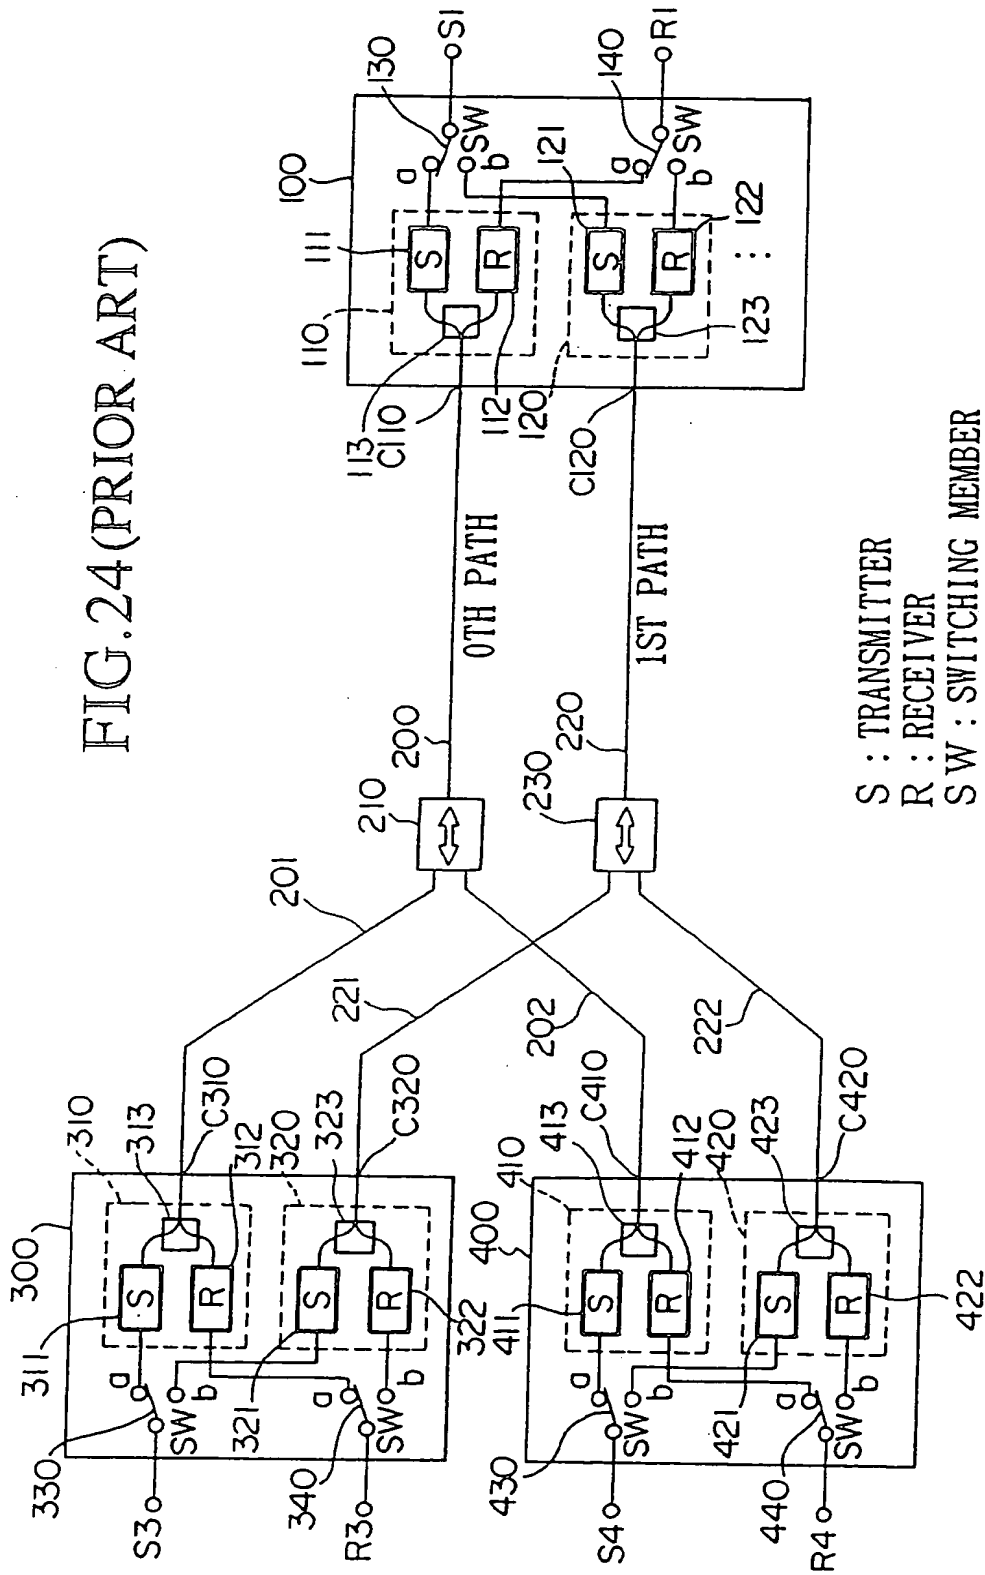 FIG.24(PRIOR ART)
300
310
311
313
S
R
C310
312
320
a
b
SW
330
S3
323
S
R
C320
321
322
a
b
SW
340
R3
400
410
411
413
S
R
C410
412
420
a
b
SW
430
S4
423
S
R
C420
421
422
a
b
SW
440
R4
201
221
202
222
210
200
0TH PATH
230
220
1ST PATH
100
110
111
S
R
113
C110
112
a
b
SW
130
S1
120
121
S
R
C120
122
123
a
b
SW
140
R1
S : TRANSMITTER
R : RECEIVER
SW : SWITCHING MEMBER